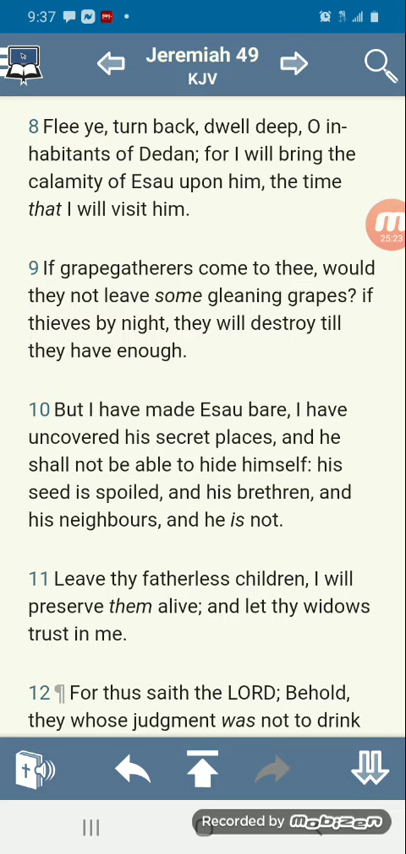 9:37
Jeremiah 49
KJV
8 Flee ye, turn back, dwell deep, O in-
habitants of Dedan; for I will bring the
calamity of Esau upon him, the time
that I will visit him.
25:23
9 If grapegatherers come to thee, would
they not leave some gleaning grapes? if
thieves by night, they will destroy till
they have enough.
10 But I have made Esau bare, I have
uncovered his secret places, and he
shall not be able to hide himself: his
seed is spoiled, and his brethren, and
his neighbours, and he is not.
11 Leave thy fatherless children, I will
preserve them alive; and let thy widows
trust in me.
12 ¶ For thus saith the LORD; Behold,
they whose judgment was not to drink
Recorded by mobizen